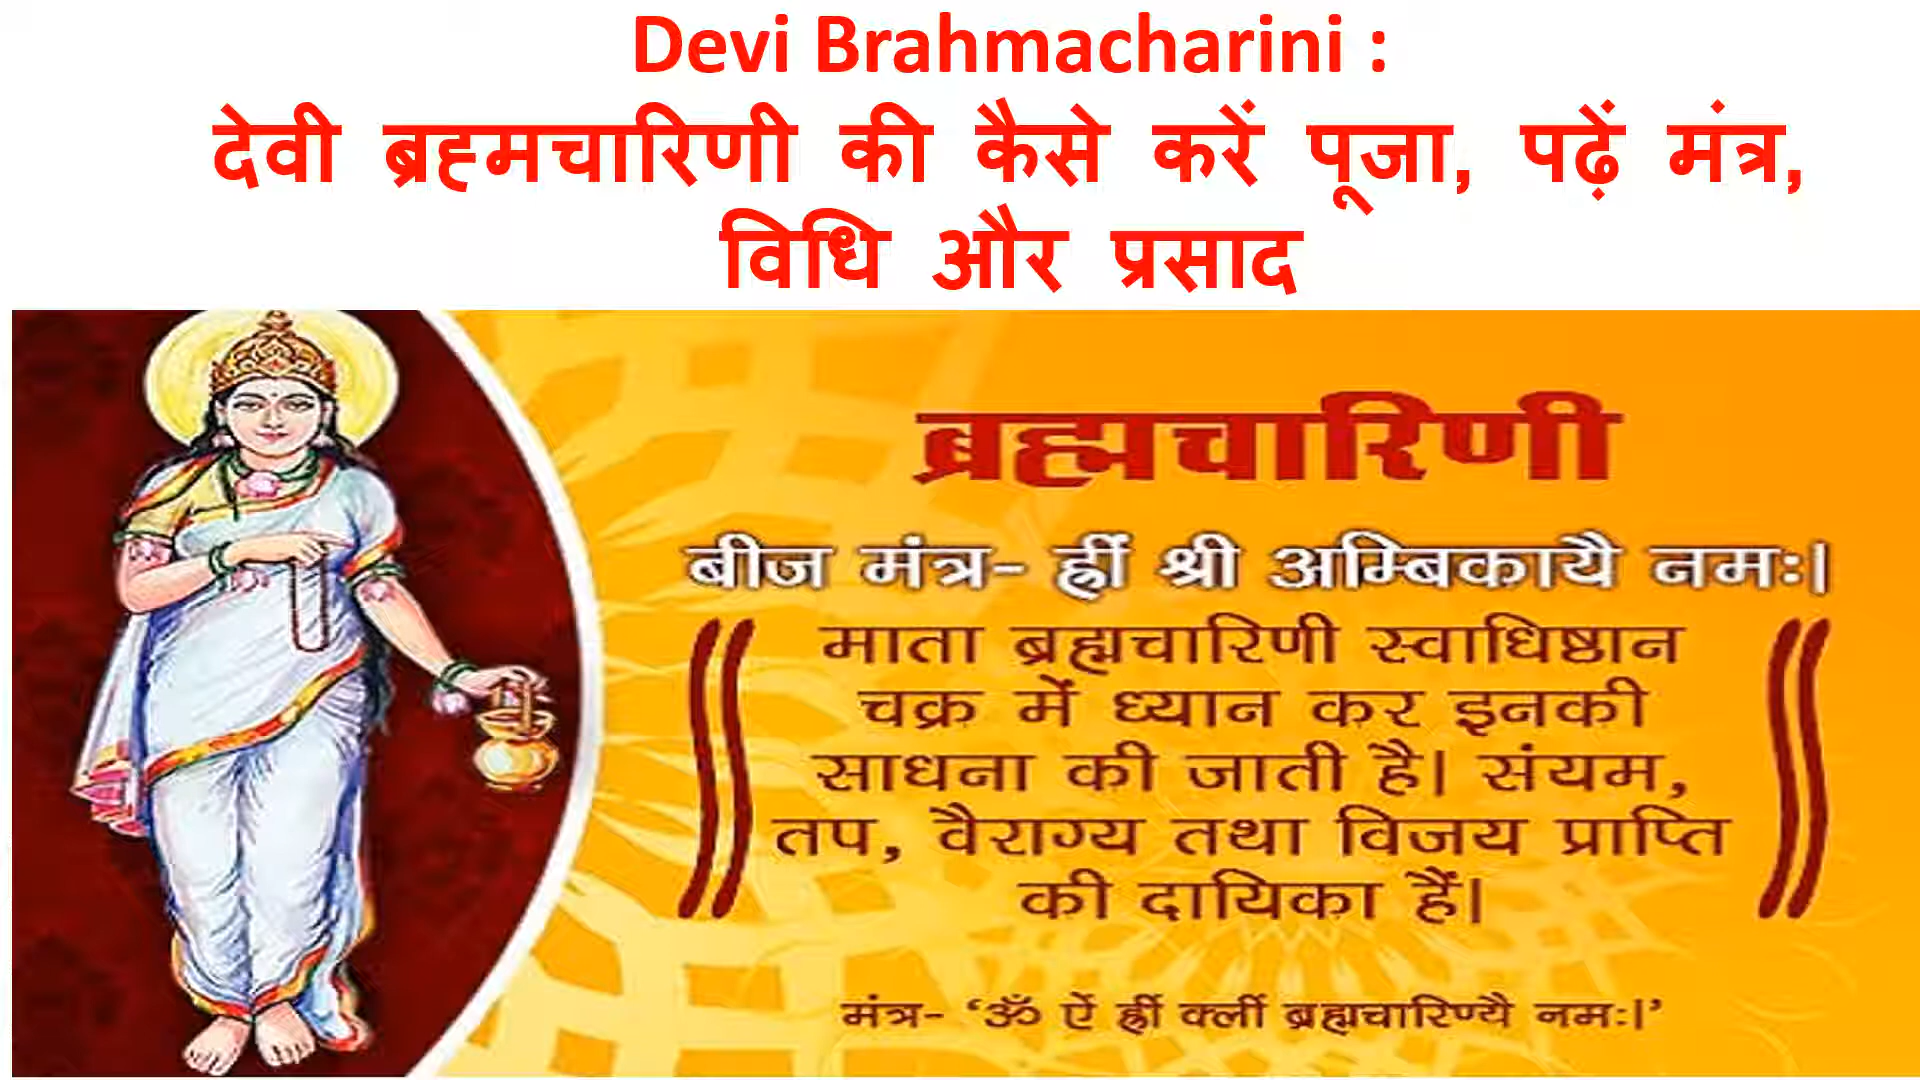 Devi Brahmacharini :
देवी ब्रह्मचारिणी की कैसे करें पूजा, पढ़ें मंत्र,
विधि और प्रसाद
ब्रह्मचारिणी
बीज मंत्र- ह्रीं श्री अम्बिकायै नमः।
माता ब्रह्मचारिणी स्वाधिष्ठान
चक्र में ध्यान कर इनकी
साधना की जाती है। संयम,
तप, वैराग्य तथा विजय प्राप्ति
की दायिका हैं।
मंत्र- ‘ॐ ऐं ह्रीं क्लीं ब्रह्मचारिण्यै नमः।’